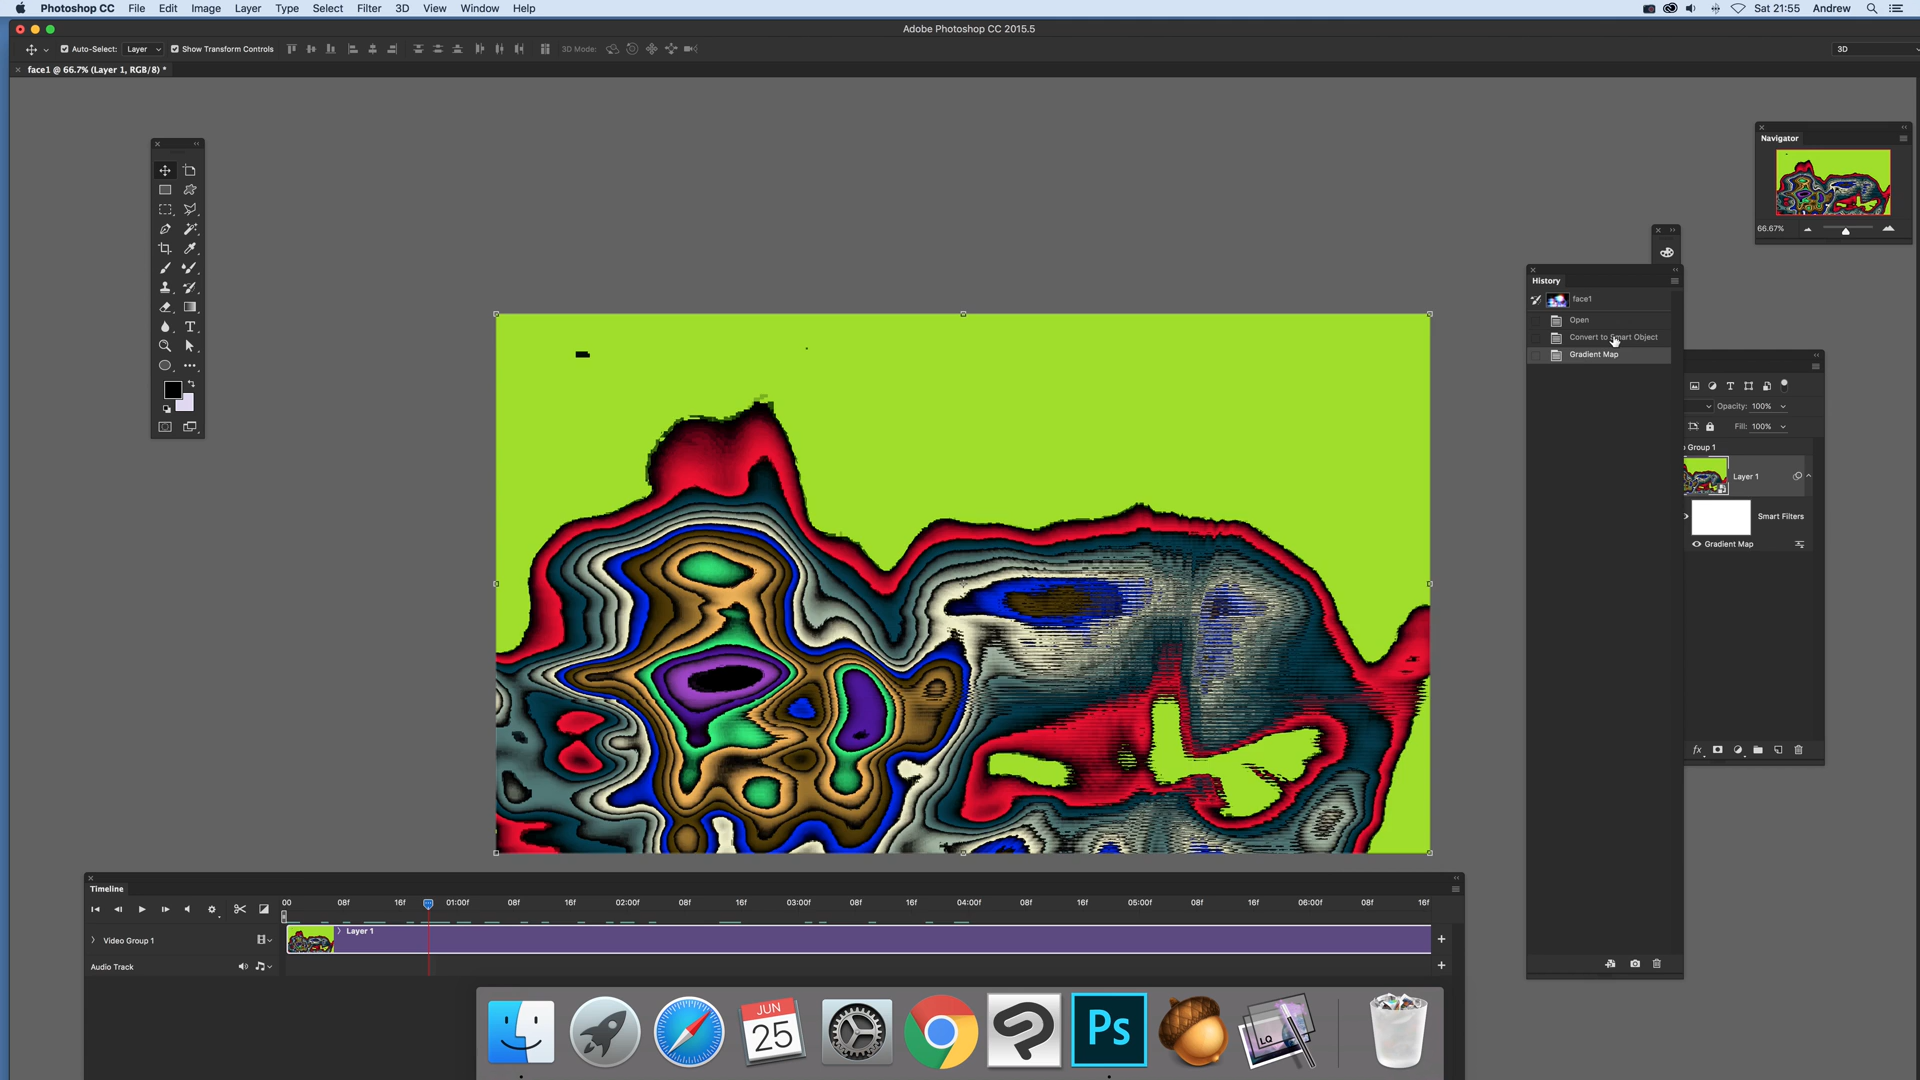 Photoshop CC File Edit Image Layer Type Select Filter 3D View Window Help Sat 21:55 Andrew
Adobe Photoshop CC 2015.5
Auto-Select: Layer Show Transform Controls 3D Mode: 3D
face1 @ 66.7% (Layer 1, RGB/8) *
Navigator
66.67%
History
face1
Open
Convert to Smart Object
Gradient Map
Opacity: 100%
Fill: 100%
Group 1
Layer 1
Smart Filters
Gradient Map
fx
Timeline
00 08f 16f 01:00f 08f 16f 02:00f 08f 16f 03:00f 08f 16f 04:00f 08f 16f 05:00f 08f 16f 06:00f 08f 16f
Video Group 1 Layer 1
Audio Track
JUN
25
Ps
LQ